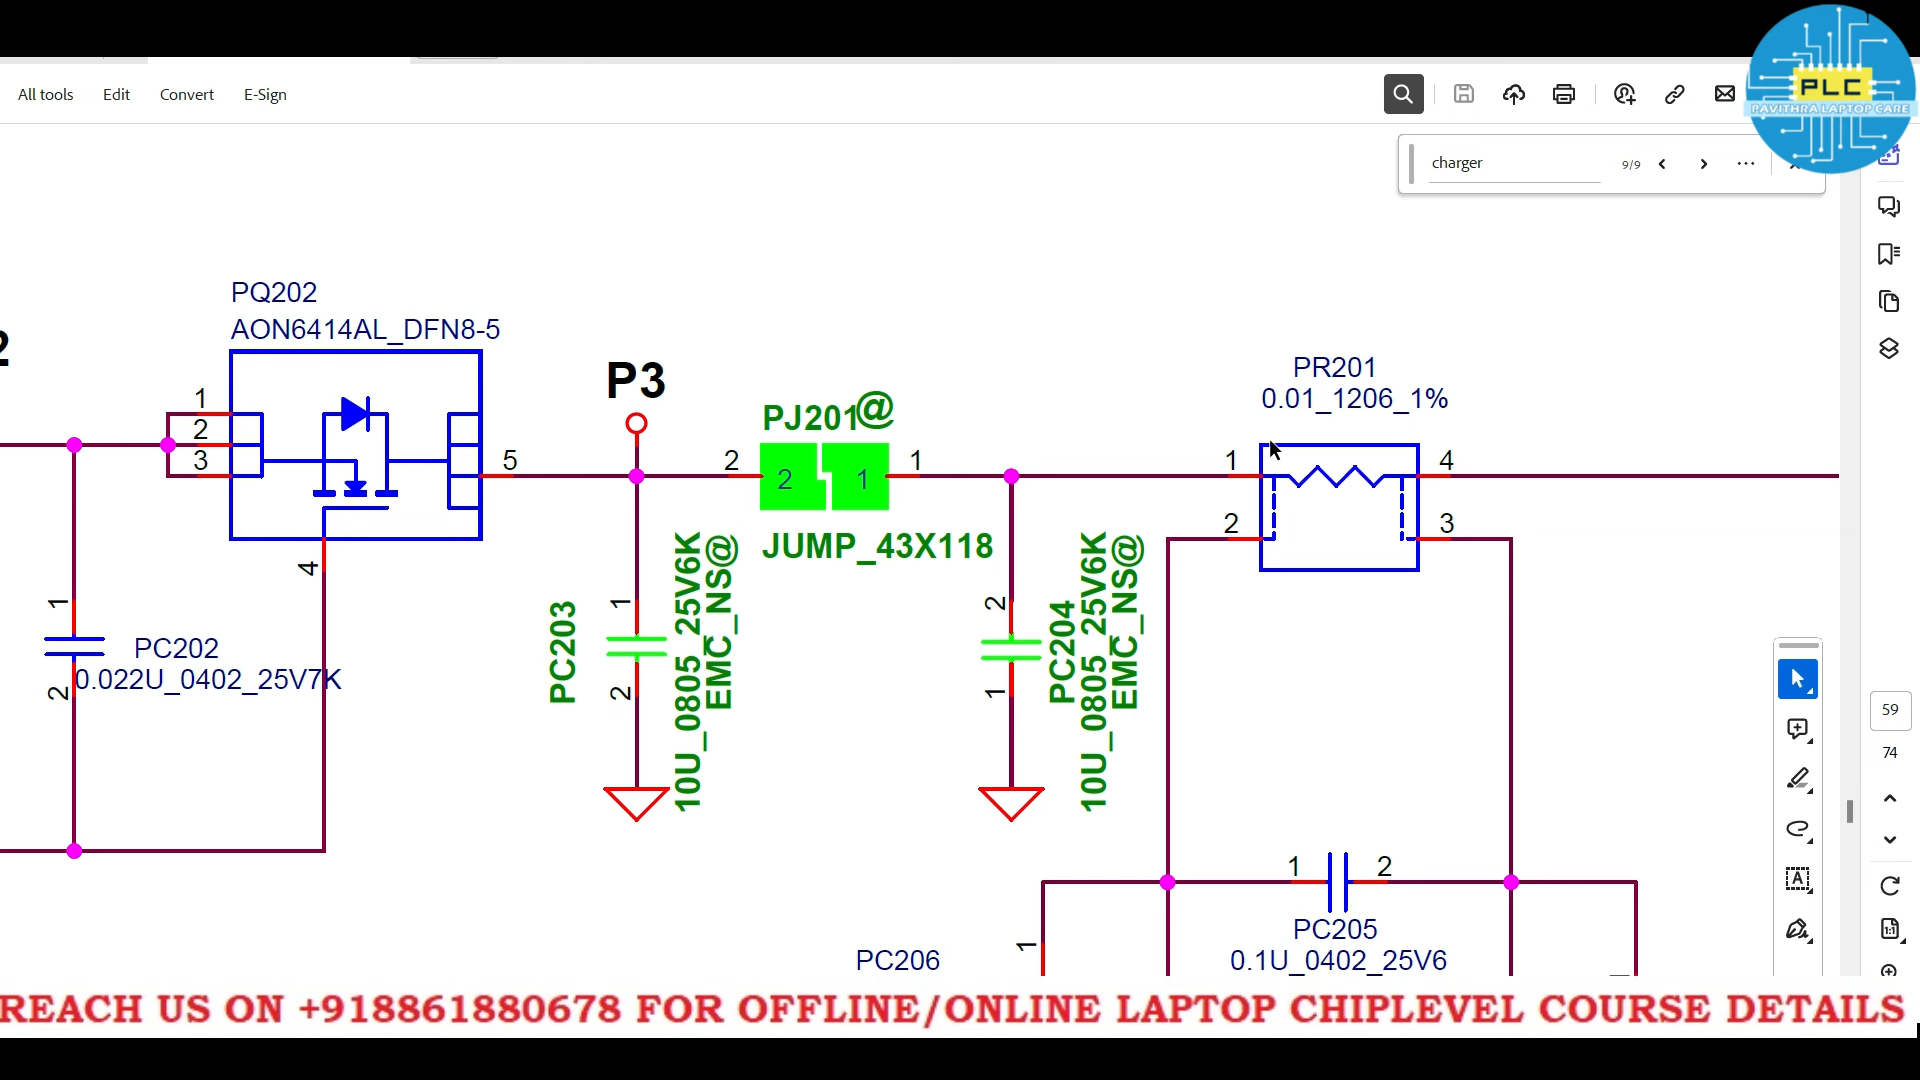 All tools
Edit
Convert
E-Sign
PLC
PAVITHRA LAPTOP CARE
charger
9/9
PQ202
AON6414AL_DFN8-5
2
1
2
3
5
4
P3
PJ201@
2
2
1
1
JUMP_43X118
PR201
0.01_1206_1%
1
4
2
3
1
PC202
0.022U_0402_25V7K
2
PC203
1
2
10U_0805_25V6K
EMC_NS@
2
1
PC204
10U_0805_25V6K
EMC_NS@
1
2
PC205
0.1U_0402_25V6
PC206
1
59
74
REACH US ON +918861880678 FOR OFFLINE/ONLINE LAPTOP CHIPLEVEL COURSE DETAILS